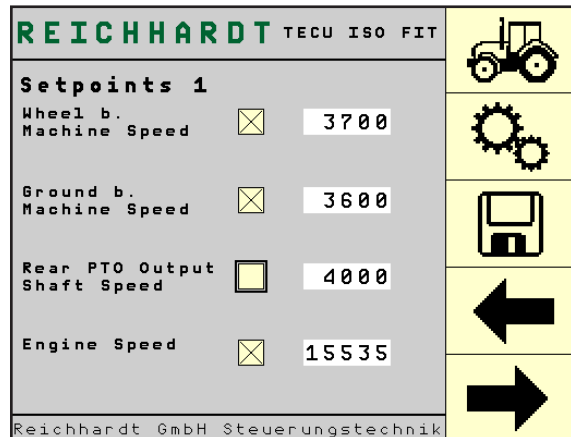 REICHHARDT TECU ISO FIT
Setpoints 1
Wheel b.
Machine Speed 3700
Ground b.
Machine Speed 3600
Rear PTO Output
Shaft Speed 4000
Engine Speed 15535
Reichhardt GmbH Steuerungstechnik